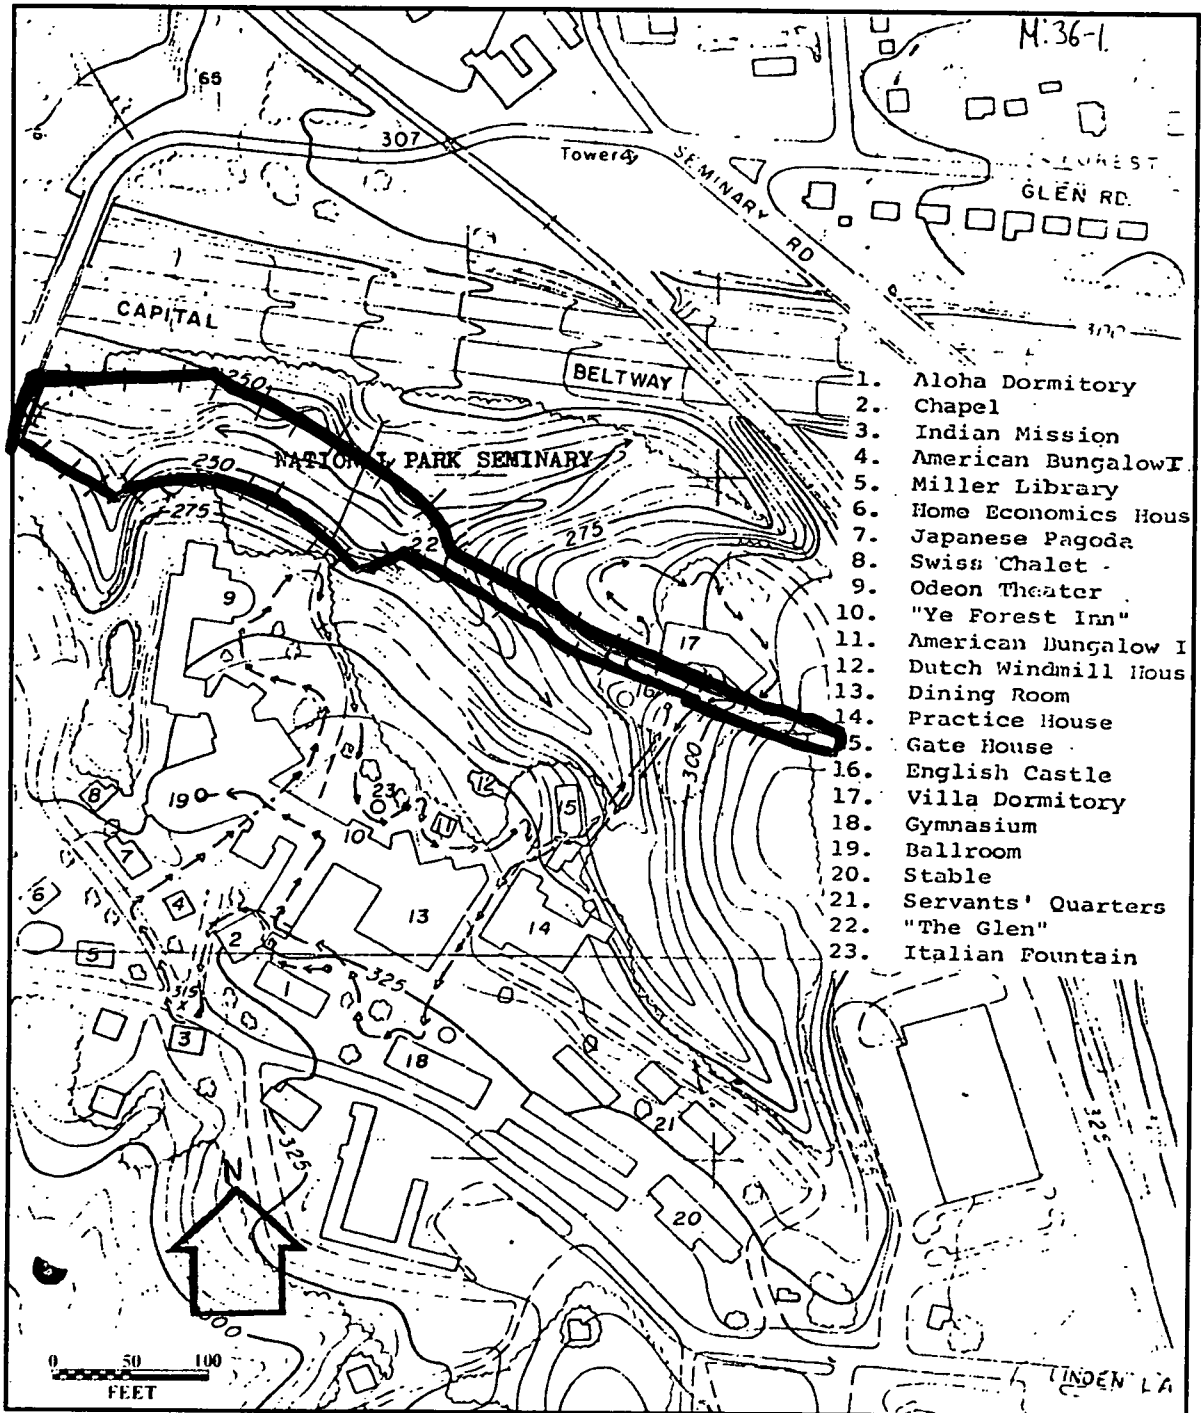 M:36-1.
65
307
Tower
SEMINARY RD
FOREST
GLEN RD.
300
CAPITAL
BELTWAY
250
NATIONAL PARK SEMINARY
250
275
275
22
1. Aloha Dormitory
2. Chapel
3. Indian Mission
4. American Bungalow I
5. Miller Library
6. Home Economics Hous
7. Japanese Pagoda
8. Swiss Chalet
9. Odeon Theater
10. "Ye Forest Inn"
11. American Bungalow I
12. Dutch Windmill Hous
13. Dining Room
14. Practice House
5. Gate House
16. English Castle
17. Villa Dormitory
18. Gymnasium
19. Ballroom
20. Stable
21. Servants' Quarters
22. "The Glen"
23. Italian Fountain
9
17
16
300
8
19
23
12
15
7
10
11
6
4
13
14
5
2
325
315
1
3
18
21
325
325
20
N
300
0 50 100
FEET
LINDEN LA